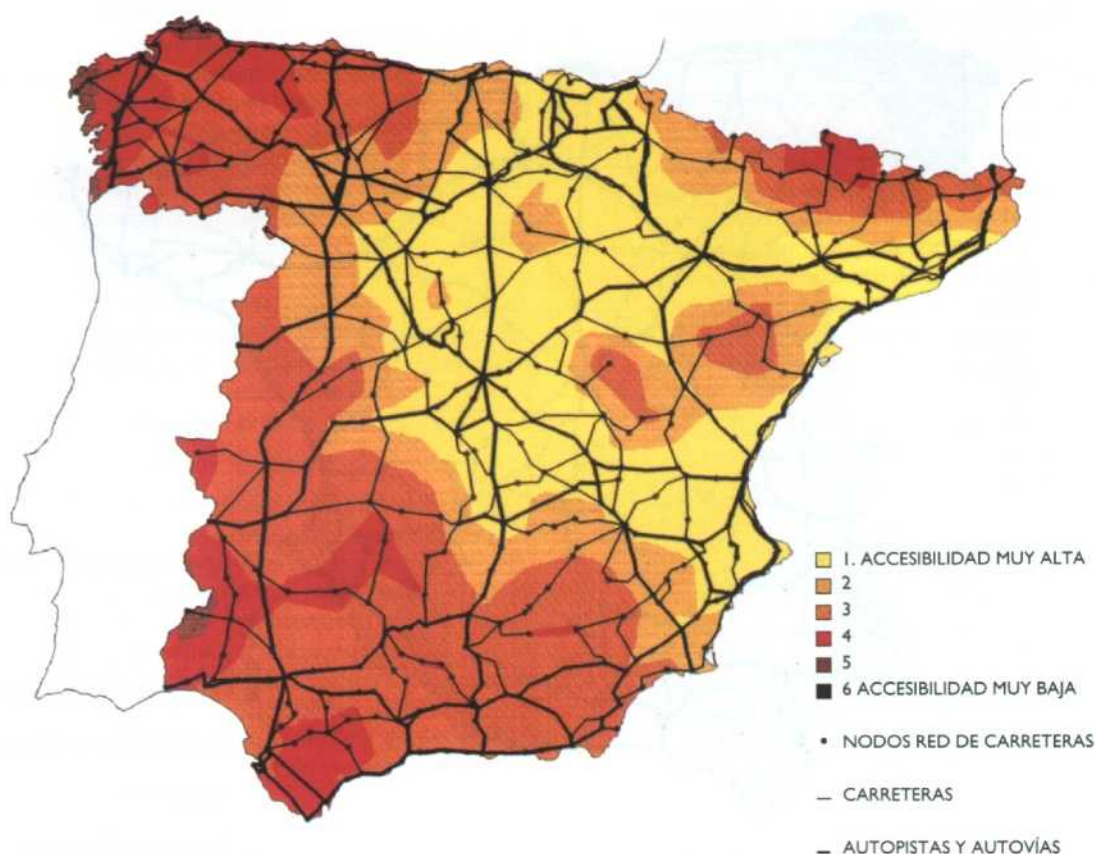 1. ACCESIBILIDAD MUY ALTA
2
3
4
5
6 ACCESIBILIDAD MUY BAJA
NODOS RED DE CARRETERAS
CARRETERAS
AUTOPISTAS Y AUTOVÍAS